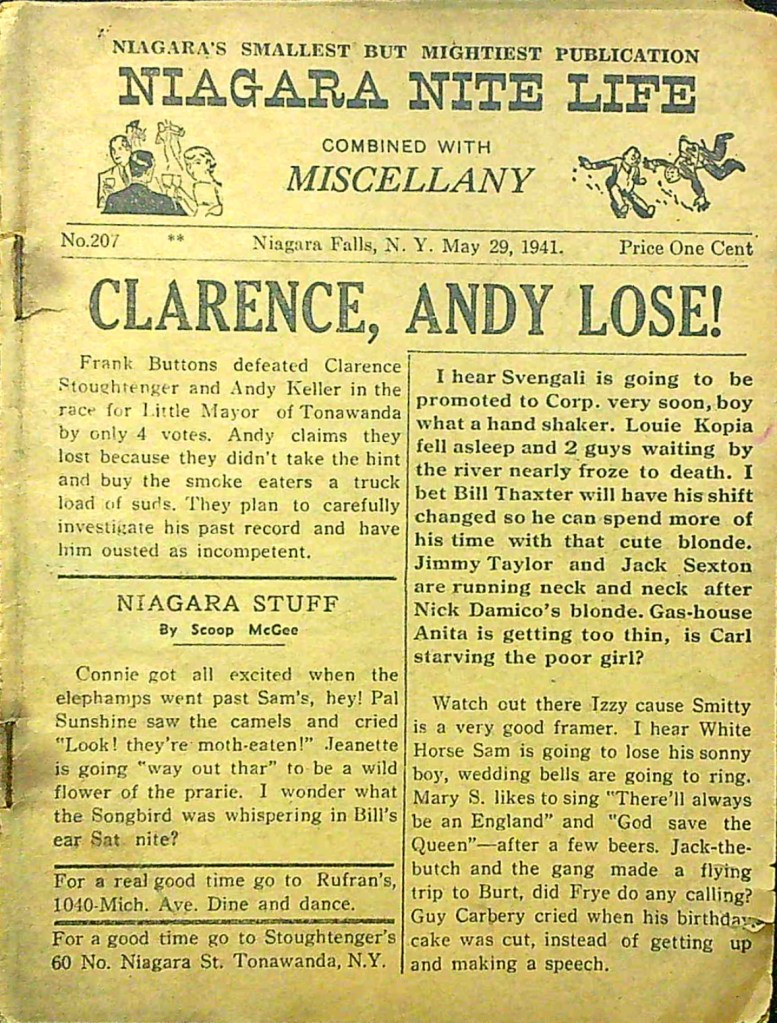 NIAGARA'S SMALLEST BUT MIGHTIEST PUBLICATION
NIAGARA NITE LIFE
COMBINED WITH
MISCELLANY
No.207 ** Niagara Falls, N. Y. May 29, 1941. Price One Cent
CLARENCE, ANDY LOSE!
Frank Buttons defeated Clarence
Stoughtenger and Andy Keller in the
race for Little Mayor of Tonawanda
by only 4 votes. Andy claims they
lost because they didn't take the hint
and buy the smoke eaters a truck
load of suds. They plan to carefully
investigate his past record and have
him ousted as incompetent.
NIAGARA STUFF
By Scoop McGee
Connie got all excited when the
elephamps went past Sam's, hey! Pal
Sunshine saw the camels and cried
"Look! they're moth-eaten!" Jeanette
is going "way out thar" to be a wild
flower of the prarie. I wonder what
the Songbird was whispering in Bill's
ear Sat nite?
For a real good time go to Rufran's,
1040-Mich. Ave. Dine and dance.
For a good time go to Stoughtenger's
60 No. Niagara St. Tonawanda, N.Y.
I hear Svengali is going to be
promoted to Corp. very soon, boy
what a hand shaker. Louie Kopia
fell asleep and 2 guys waiting by
the river nearly froze to death. I
bet Bill Thaxter will have his shift
changed so he can spend more of
his time with that cute blonde.
Jimmy Taylor and Jack Sexton
are running neck and neck after
Nick Damico's blonde. Gas-house
Anita is getting too thin, is Carl
starving the poor girl?
Watch out there Izzy cause Smitty
is a very good framer. I hear White
Horse Sam is going to lose his sonny
boy, wedding bells are going to ring.
Mary S. likes to sing "There'll always
be an England" and "God save the
Queen"—after a few beers. Jack-the-
butch and the gang made a flying
trip to Burt, did Frye do any calling?
Guy Carbery cried when his birthday
cake was cut, instead of getting up
and making a speech.